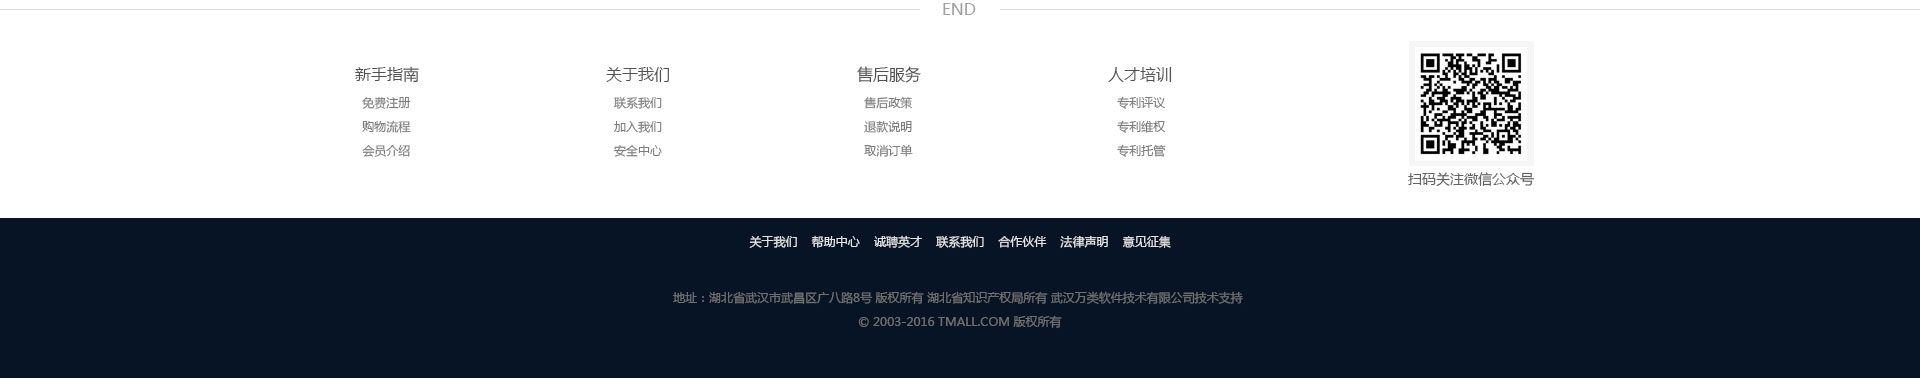 END
新手指南
免费注册
购物流程
会员介绍
关于我们
联系我们
加入我们
安全中心
售后服务
售后政策
退款说明
取消订单
人才培训
专利评议
专利维权
专利托管
扫码关注微信公众号
关于我们 帮助中心 诚聘英才 联系我们 合作伙伴 法律声明 意见征集
地址：湖北省武汉市武昌区广八路8号 版权所有 湖北省知识产权局所有 武汉万类软件技术有限公司技术支持
© 2003-2016 TMALL.COM 版权所有